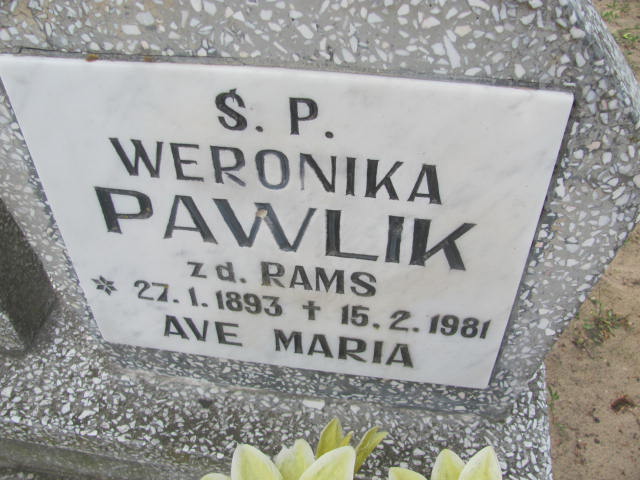 Ś. P.
WERONIKA
PAWLIK
z d. RAMS
* 27. 1. 1893 + 15. 2. 1981
AVE MARIA